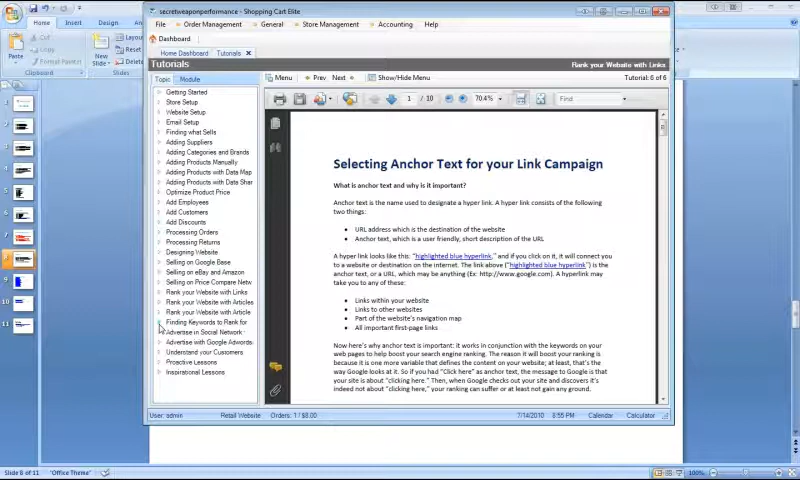 secretweaponperformance - Shopping Cart Elite
Home Insert Design
File Order Management General Store Management Accounting Help
Dashboard
Home Dashboard Tutorials
Tutorials Rank your Website with Links
Topic Module
Menu Prev Next Show/Hide Menu Tutorial: 6 of 6
Cut
Copy
Format Painter
Paste
Clipboard
New
Slide
Layout
Reset
Delete
Slides
1 / 10 70.4% Find
Getting Started
Store Setup
Website Setup
Email Setup
Finding what Sells
Adding Suppliers
Adding Categories and Brands
Adding Products Manually
Adding Products with Data Map
Adding Products with Data Shar
Optimize Product Price
Add Employees
Add Customers
Add Discounts
Processing Orders
Processing Returns
Designing Website
Selling on Google Base
Selling on eBay and Amazon
Selling on Price Compare Netw
Rank your Website with Links
Rank your Website with Articles
Rank your Website with Article
Finding Keywords to Rank for
Advertise in Social Network
Advertise with Google Adwords
Understand your Customers
Proactive Lessons
Inspirational Lessons
Selecting Anchor Text for your Link Campaign
What is anchor text and why is it important?
Anchor text is the name used to designate a hyper link. A hyper link consists of the following
two things:
• URL address which is the destination of the website
• Anchor text, which is a user friendly, short description of the URL
A hyper link looks like this: "highlighted blue hyperlink," and if you click on it, it will connect you
to a website or destination on the internet. The link above ("highlighted blue hyperlink") is the
anchor text, or a URL, which may be anything (Ex: http://www.google.com). A hyperlink may
take you to any of these:
• Links within your website
• Links to other websites
• Part of the website's navigation map
• All important first-page links
Now here's why anchor text is important: it works in conjunction with the keywords on your
web pages to help boost your search engine ranking. The reason it will boost your ranking is
because it is one more variable that defines the content on your website; at least, that's the
way Google looks at it. So if you had "Click here" as anchor text, the message to Google is that
your site is about "clicking here." Then, when Google checks out your site and discovers it's
indeed not about "clicking here," your ranking can suffer or at least not gain any ground.
User: admin Retail Website Orders: 1 / $8.00 7/14/2010 8:55 PM Calendar Calculator
1
2
3
4
5
6
7
8
9
10
11
Slide 8 of 11 "Office Theme" 100%